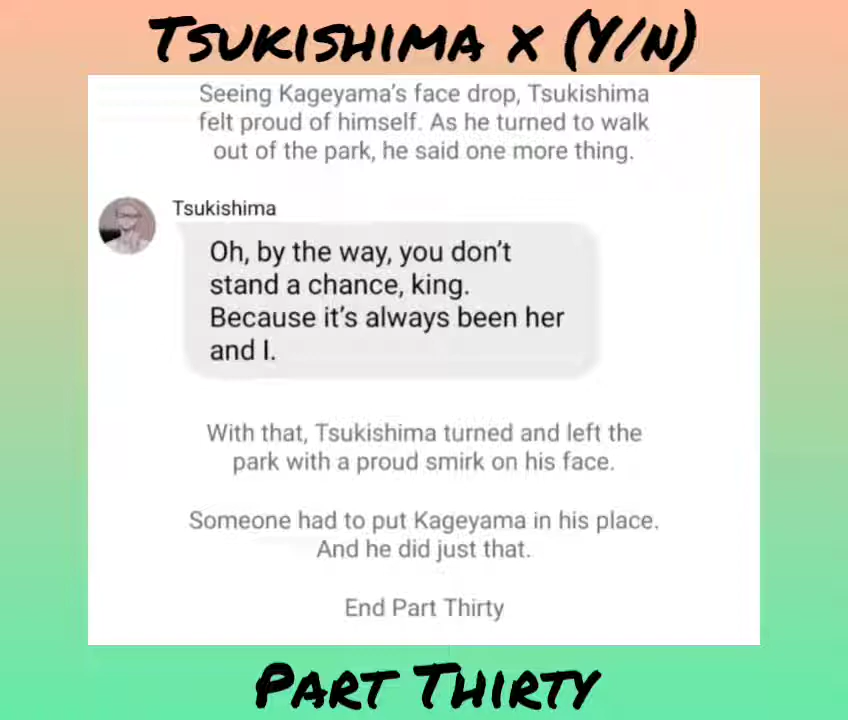 Tsukishima x (Y/N)
Seeing Kageyama's face drop, Tsukishima
felt proud of himself. As he turned to walk
out of the park, he said one more thing.
Tsukishima
Oh, by the way, you don't
stand a chance, king.
Because it's always been her
and I.
With that, Tsukishima turned and left the
park with a proud smirk on his face.
Someone had to put Kageyama in his place.
And he did just that.
End Part Thirty
Part Thirty